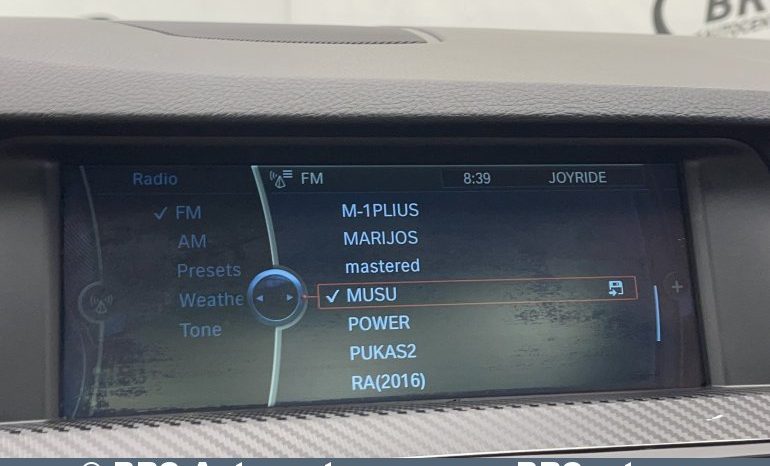 Radio
FM 8:39 JOYRIDE
✓ FM
AM
Presets
Weathe
Tone
M-1PLIUS
MARIJOS
mastered
✓ MUSU
POWER
PUKAS2
RA(2016)